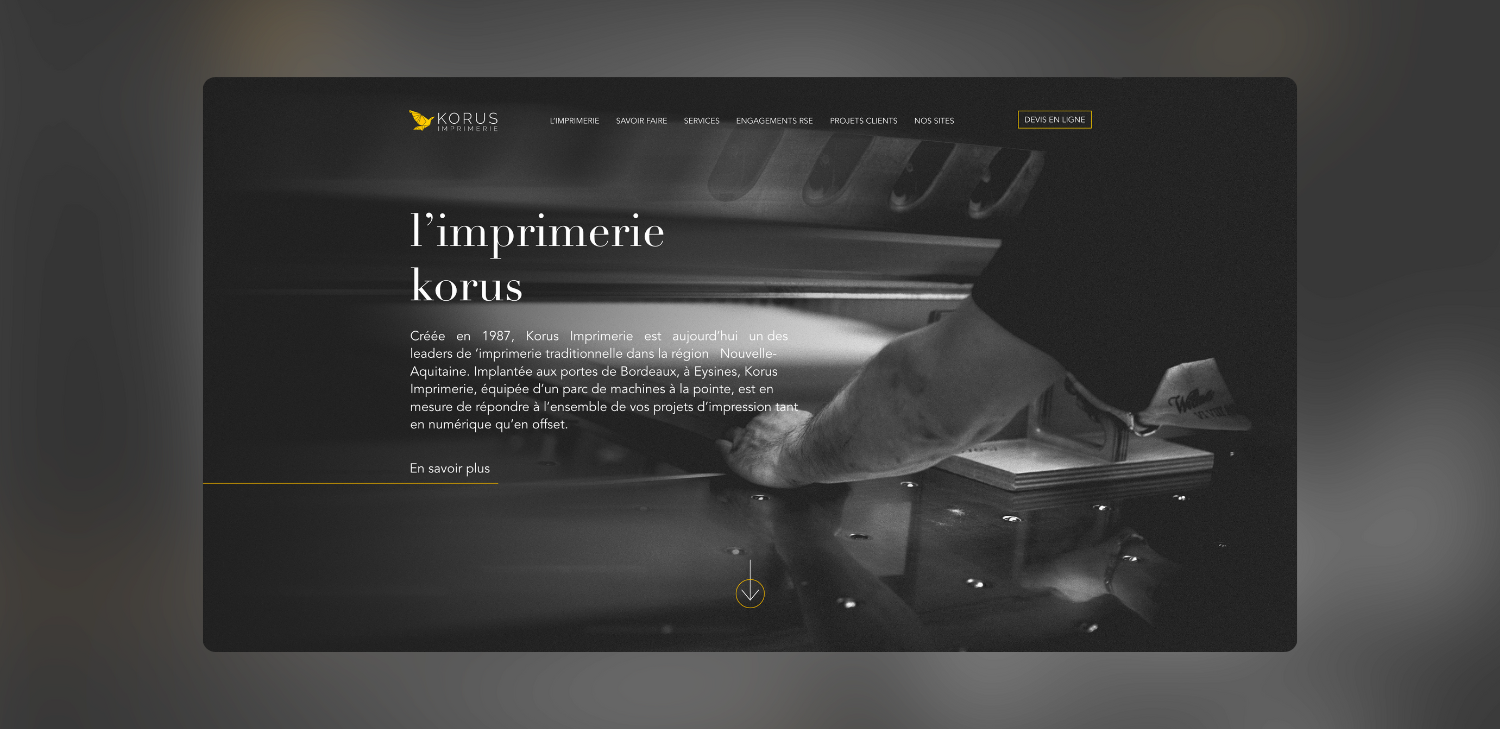 KORUS
IMPRIMERIE
L'IMPRIMERIE SAVOIR FAIRE SERVICES ENGAGEMENTS RSE PROJETS CLIENTS NOS SITES DEVIS EN LIGNE
l'imprimerie
korus
Créée en 1987, Korus Imprimerie est aujourd'hui un des
leaders de 'imprimerie traditionnelle dans la région Nouvelle-
Aquitaine. Implantée aux portes de Bordeaux, à Eysines, Korus
Imprimerie, équipée d'un parc de machines à la pointe, est en
mesure de répondre à l'ensemble de vos projets d'impression tant
en numérique qu'en offset.
En savoir plus